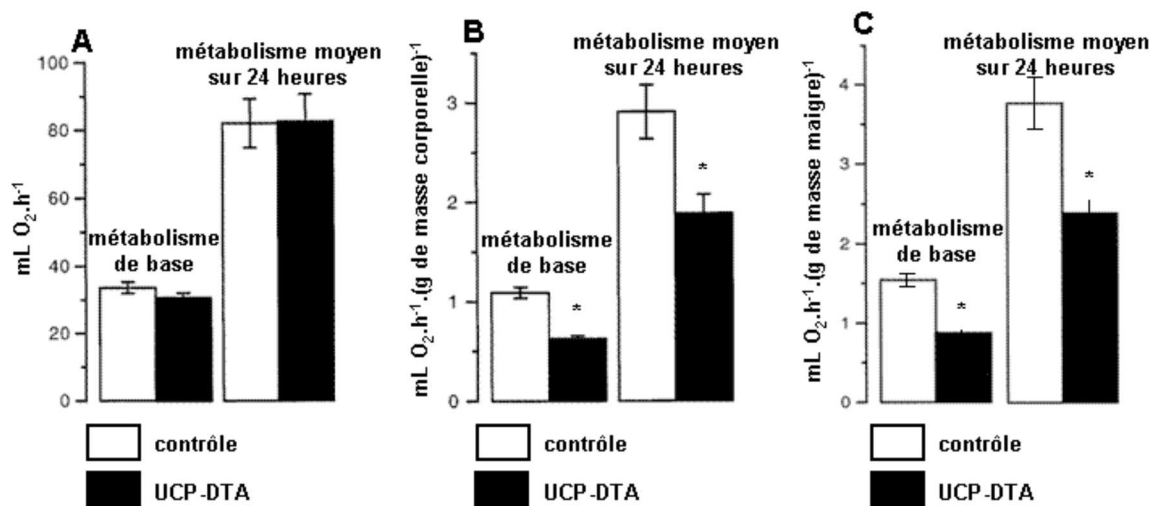 A
métabolisme moyen
sur 24 heures
100
80
60
40
20
0
mL O₂.h⁻¹
métabolisme
de base
contrôle
UCP-DTA
B
métabolisme moyen
sur 24 heures
3
2
1
0
mL O₂.h⁻¹.(g de masse corporelle)⁻¹
métabolisme
de base
*
*
contrôle
UCP-DTA
C
métabolisme moyen
sur 24 heures
4
3
2
1
0
mL O₂.h⁻¹.(g de masse maigre)⁻¹
métabolisme
de base
*
*
contrôle
UCP-DTA